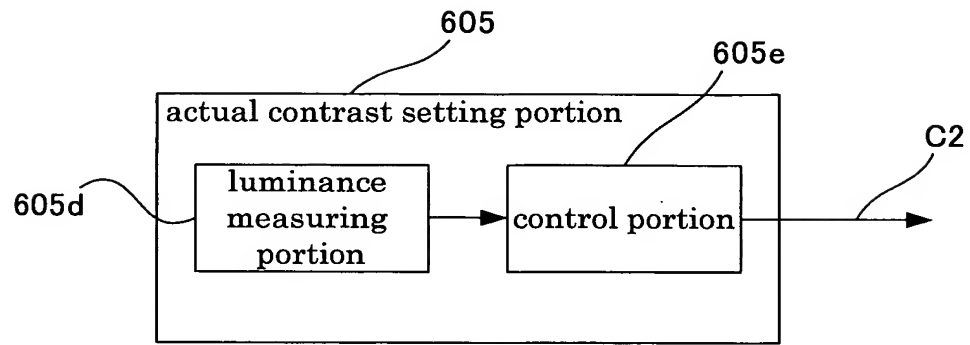 605
605e
actual contrast setting portion
C2
605d
luminance
measuring
portion
control portion